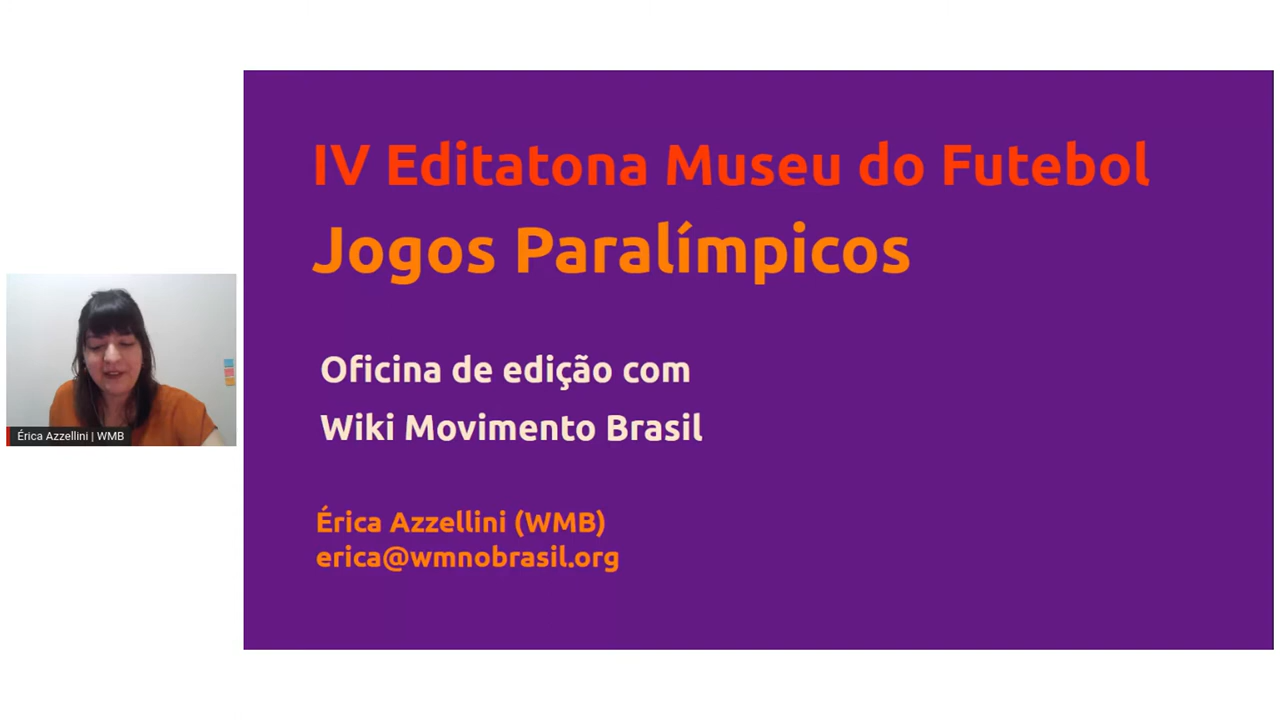 IV Editatona Museu do Futebol
Jogos Paralímpicos
Oficina de edição com
Wiki Movimento Brasil
Érica Azzellini (WMB)
erica@wmnobrasil.org
Érica Azzellini | WMB